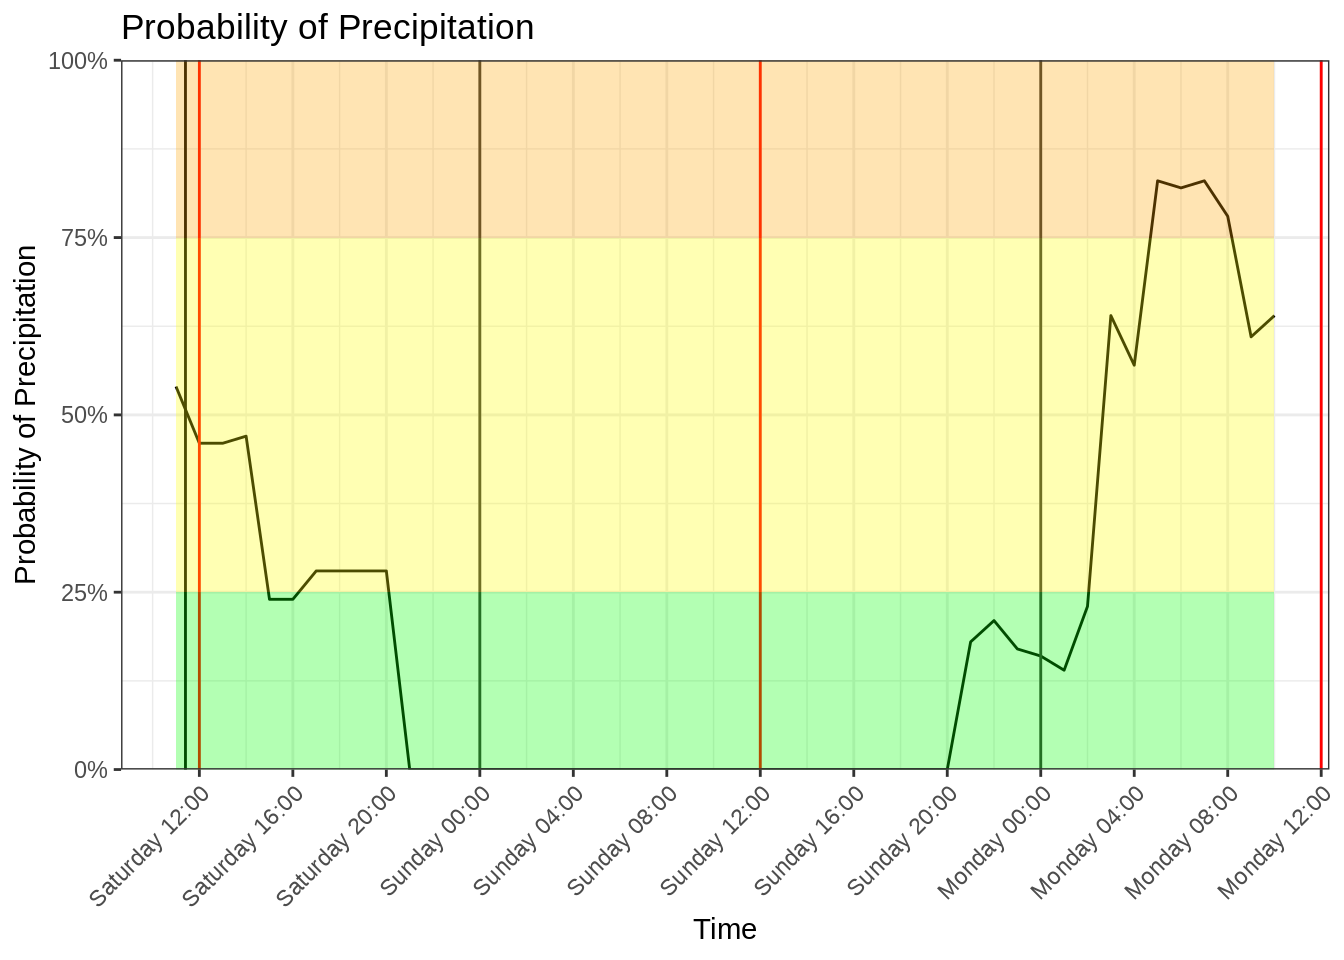 Probability of Precipitation
Probability of Precipitation
100%
75%
50%
25%
0%
Saturday 12:00
Saturday 16:00
Saturday 20:00
Sunday 00:00
Sunday 04:00
Sunday 08:00
Sunday 12:00
Sunday 16:00
Sunday 20:00
Monday 00:00
Monday 04:00
Monday 08:00
Monday 12:00
Time